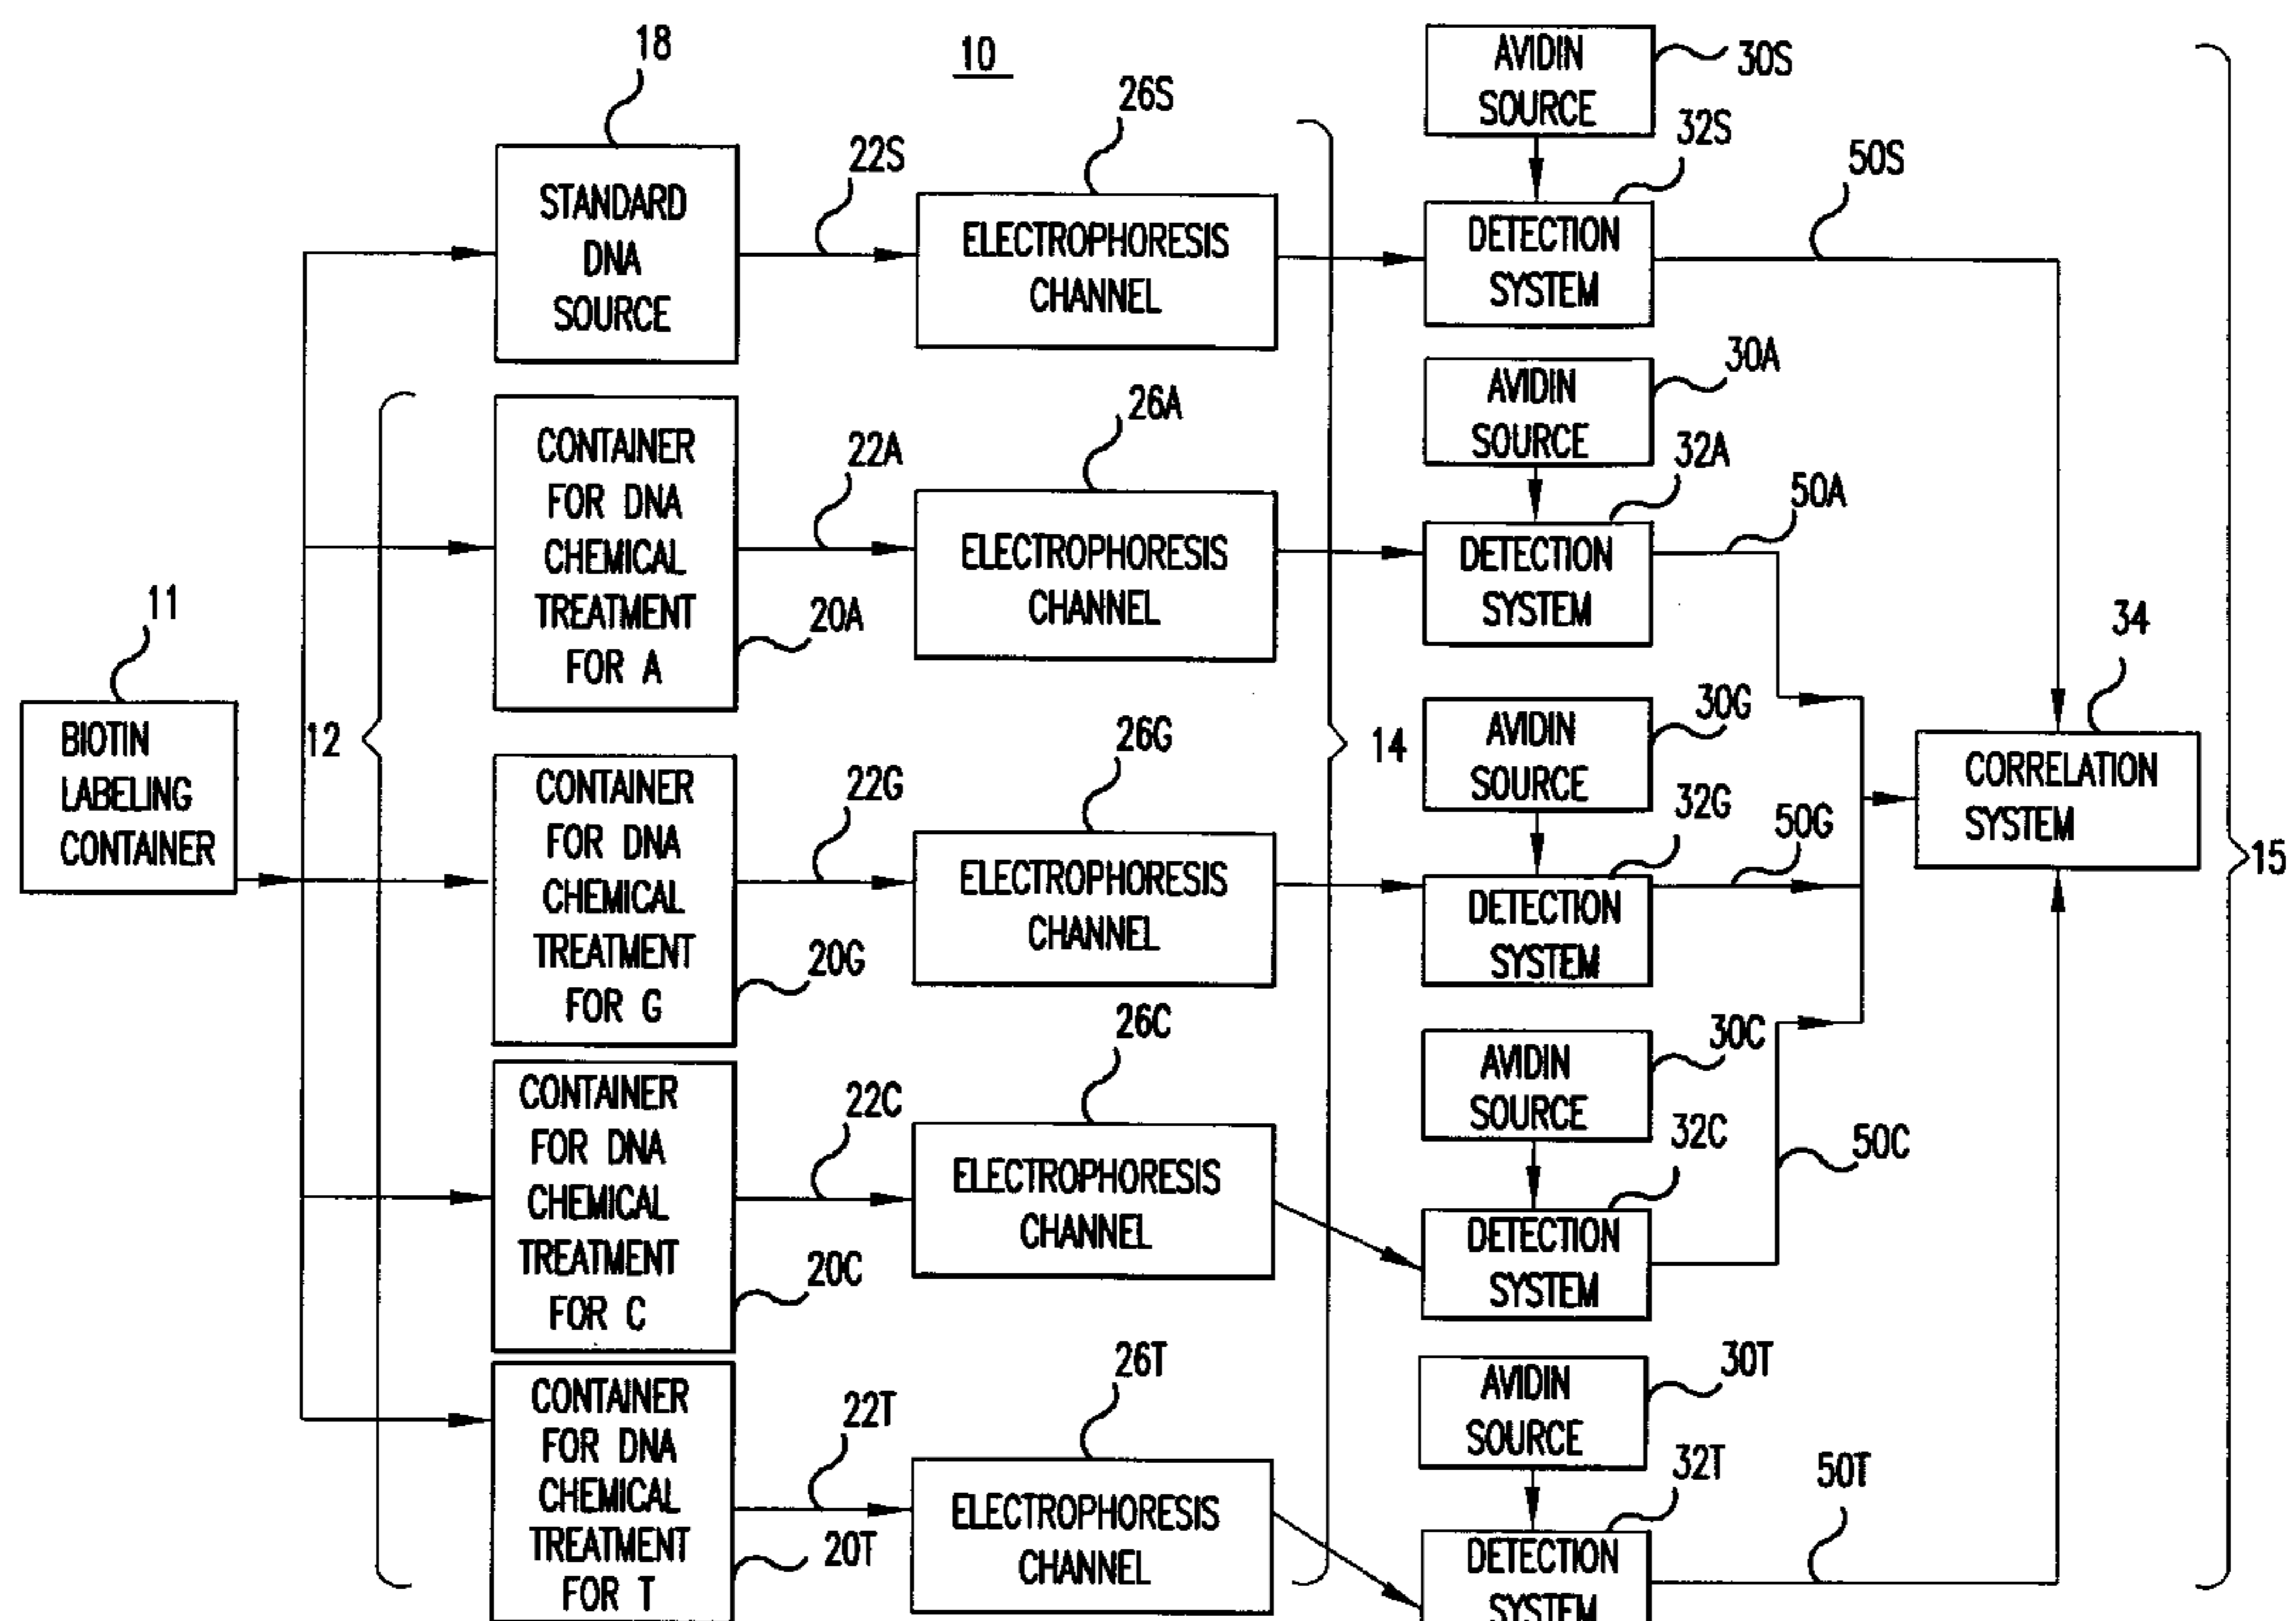 10
11
BIOTIN
LABELING
CONTAINER
12
18
STANDARD
DNA
SOURCE
22S
26S
ELECTROPHORESIS
CHANNEL
30S
AVIDIN
SOURCE
32S
DETECTION
SYSTEM
50S
CONTAINER
FOR DNA
CHEMICAL
TREATMENT
FOR A
20A
22A
26A
ELECTROPHORESIS
CHANNEL
30A
AVIDIN
SOURCE
32A
DETECTION
SYSTEM
50A
CONTAINER
FOR DNA
CHEMICAL
TREATMENT
FOR G
20G
22G
26G
ELECTROPHORESIS
CHANNEL
14
30G
AVIDIN
SOURCE
32G
DETECTION
SYSTEM
50G
CONTAINER
FOR DNA
CHEMICAL
TREATMENT
FOR C
20C
22C
26C
ELECTROPHORESIS
CHANNEL
30C
AVIDIN
SOURCE
32C
DETECTION
SYSTEM
50C
CONTAINER
FOR DNA
CHEMICAL
TREATMENT
FOR T
20T
22T
26T
ELECTROPHORESIS
CHANNEL
30T
AVIDIN
SOURCE
32T
DETECTION
SYSTEM
50T
34
CORRELATION
SYSTEM
15